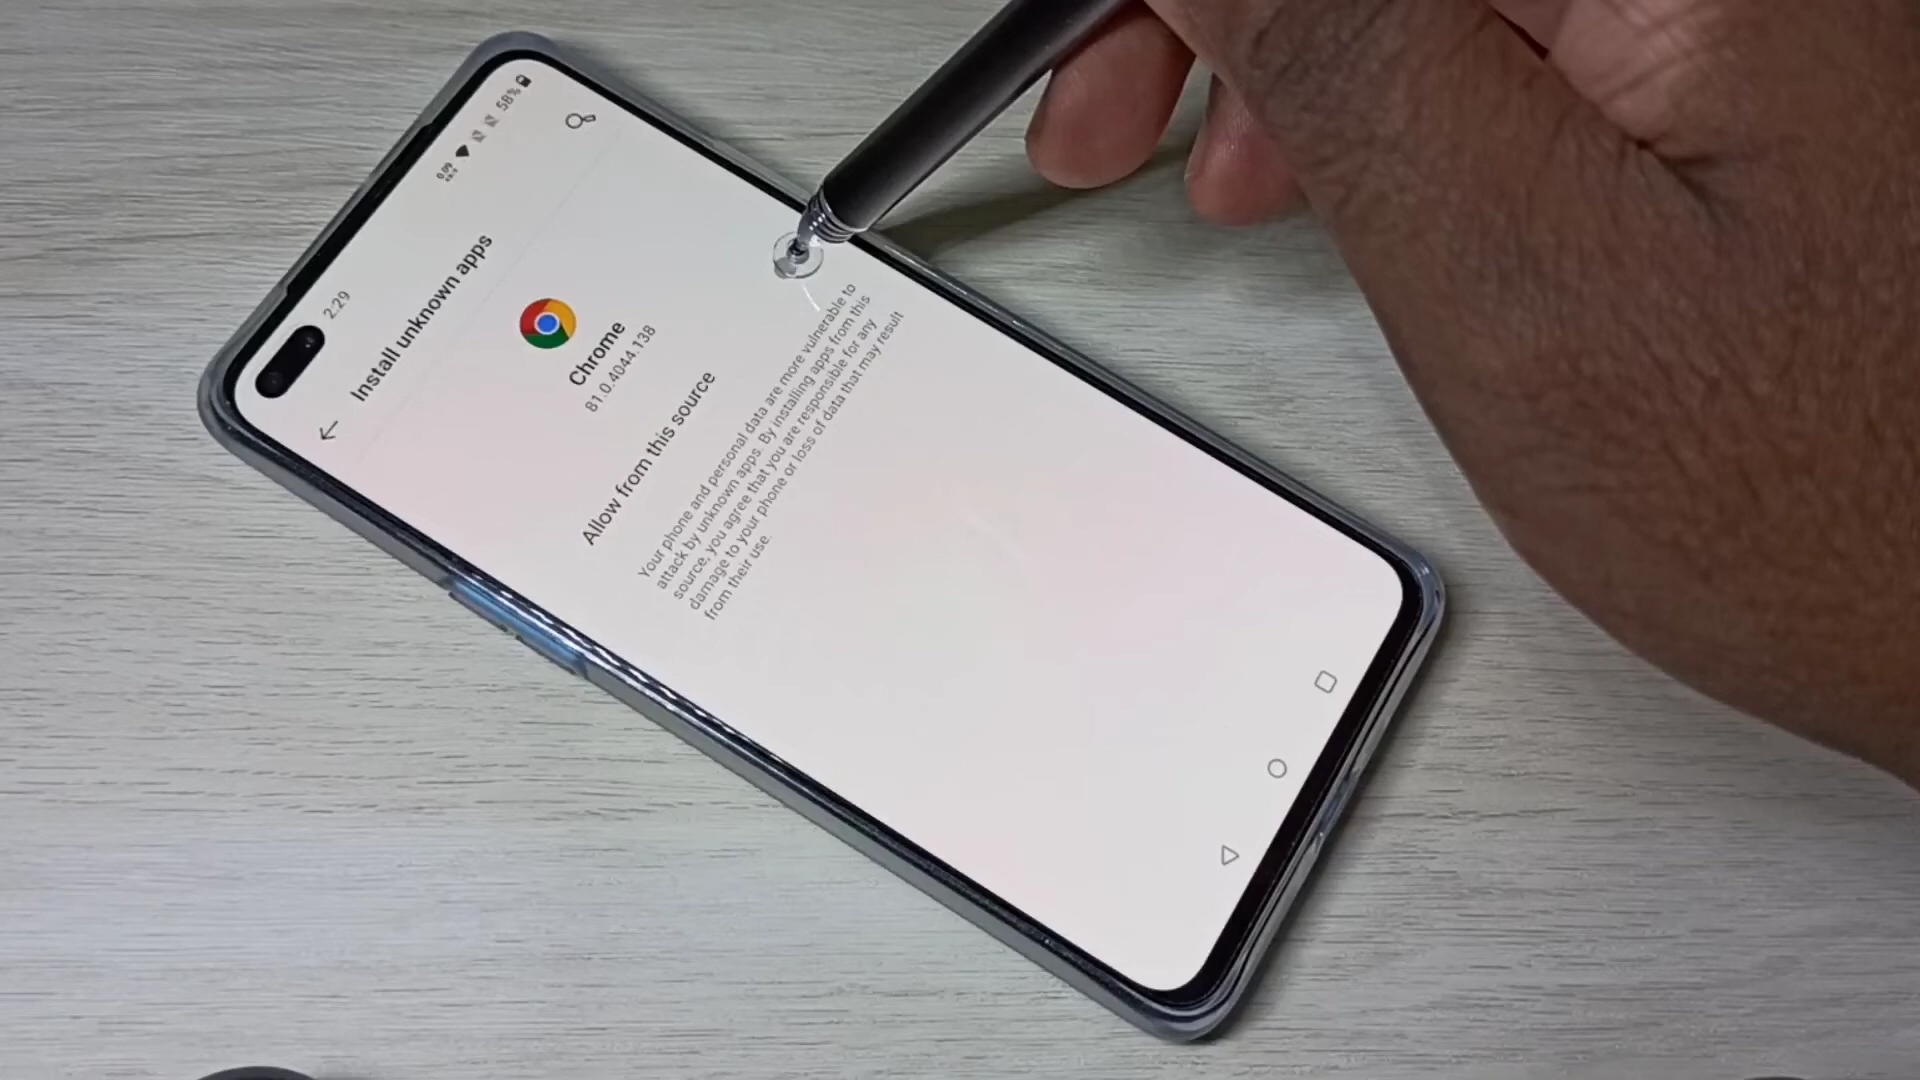 2:29
0.09
58%
Install unknown apps
Chrome
81.0.4044.138
Allow from this source
Your phone and personal data are more vulnerable to
attack by unknown apps. By installing apps from this
source, you agree that you are responsible for any
damage to your phone or loss of data that may result
from their use.